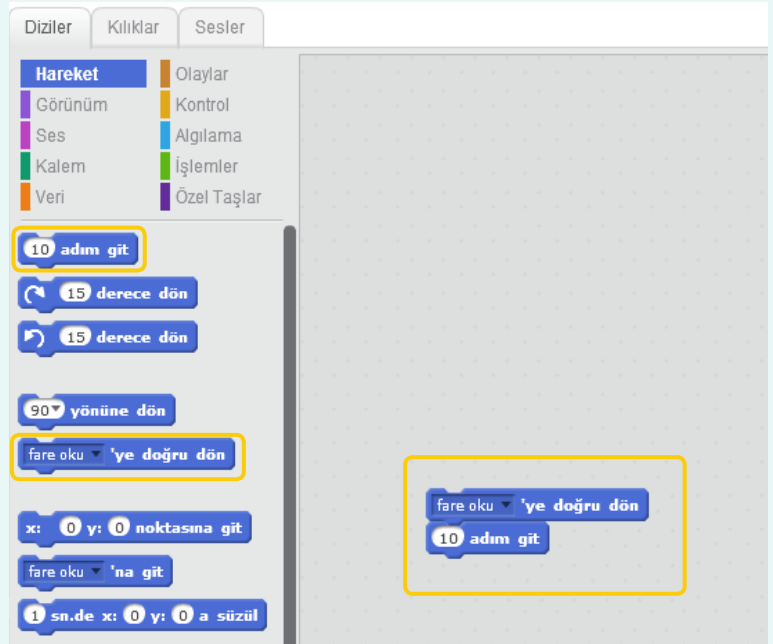 Diziler Kılıklar Sesler
Hareket Olaylar
Görünüm Kontrol
Ses Algılama
Kalem İşlemler
Veri Özel Taşlar
10 adım git
15 derece dön
15 derece dön
90 yönüne dön
fare oku 'ye doğru dön
x: 0 y: 0 noktasına git
fare oku 'na git
1 sn.de x: 0 y: 0 a süzül
fare oku 'ye doğru dön
10 adım git